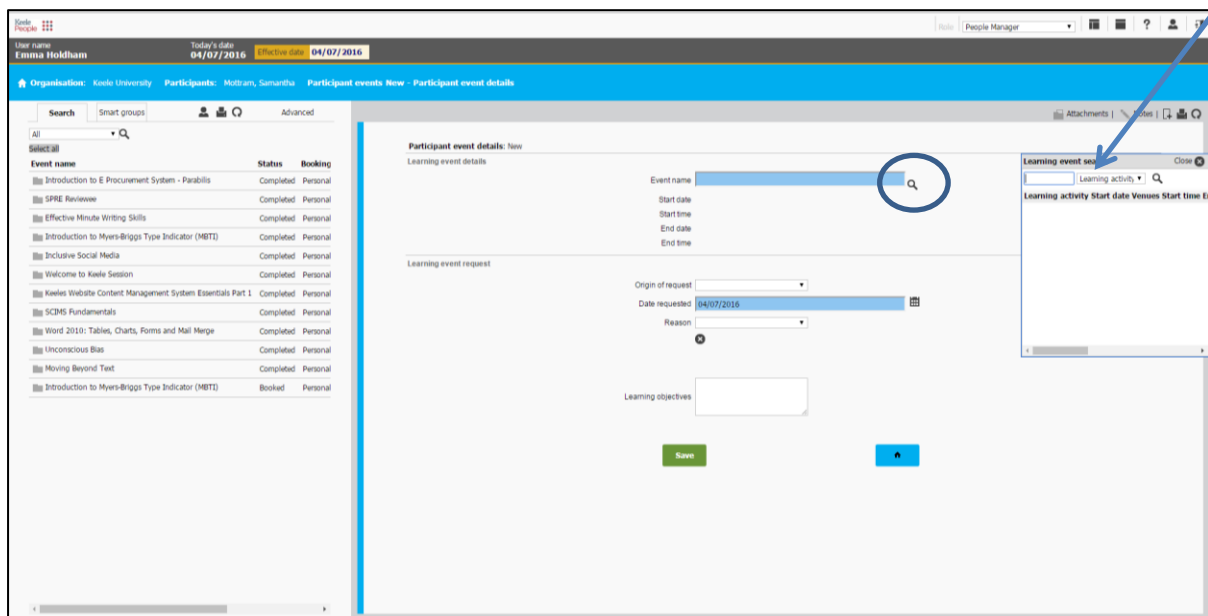 Keele People
Role People Manager ?
User name
Emma Holdham
Today's date
04/07/2016
Effective date 04/07/2016
Organisation: Keele University Participants: Mottram, Samantha Participant events New - Participant event details
Search Smart groups Advanced
All
Select all
Event name Status Booking
Introduction to E Procurement System - Parabilis Completed Personal
SPRE Reviewee Completed Personal
Effective Minute Writing Skills Completed Personal
Introduction to Myers-Briggs Type Indicator (MBTI) Completed Personal
Inclusive Social Media Completed Personal
Welcome to Keele Session Completed Personal
Keeles Website Content Management System Essentials Part 1 Completed Personal
SCIMS Fundamentals Completed Personal
Word 2010: Tables, Charts, Forms and Mail Merge Completed Personal
Unconscious Bias Completed Personal
Moving Beyond Text Completed Personal
Introduction to Myers-Briggs Type Indicator (MBTI) Booked Personal
Attachments | Notes |
Participant event details: New
Learning event details
Event name
Start date
Start time
End date
End time
Learning event request
Origin of request
Date requested 04/07/2016
Reason
Learning objectives
Save
Learning event sea Close
Learning activity
Learning activity Start date Venues Start time E